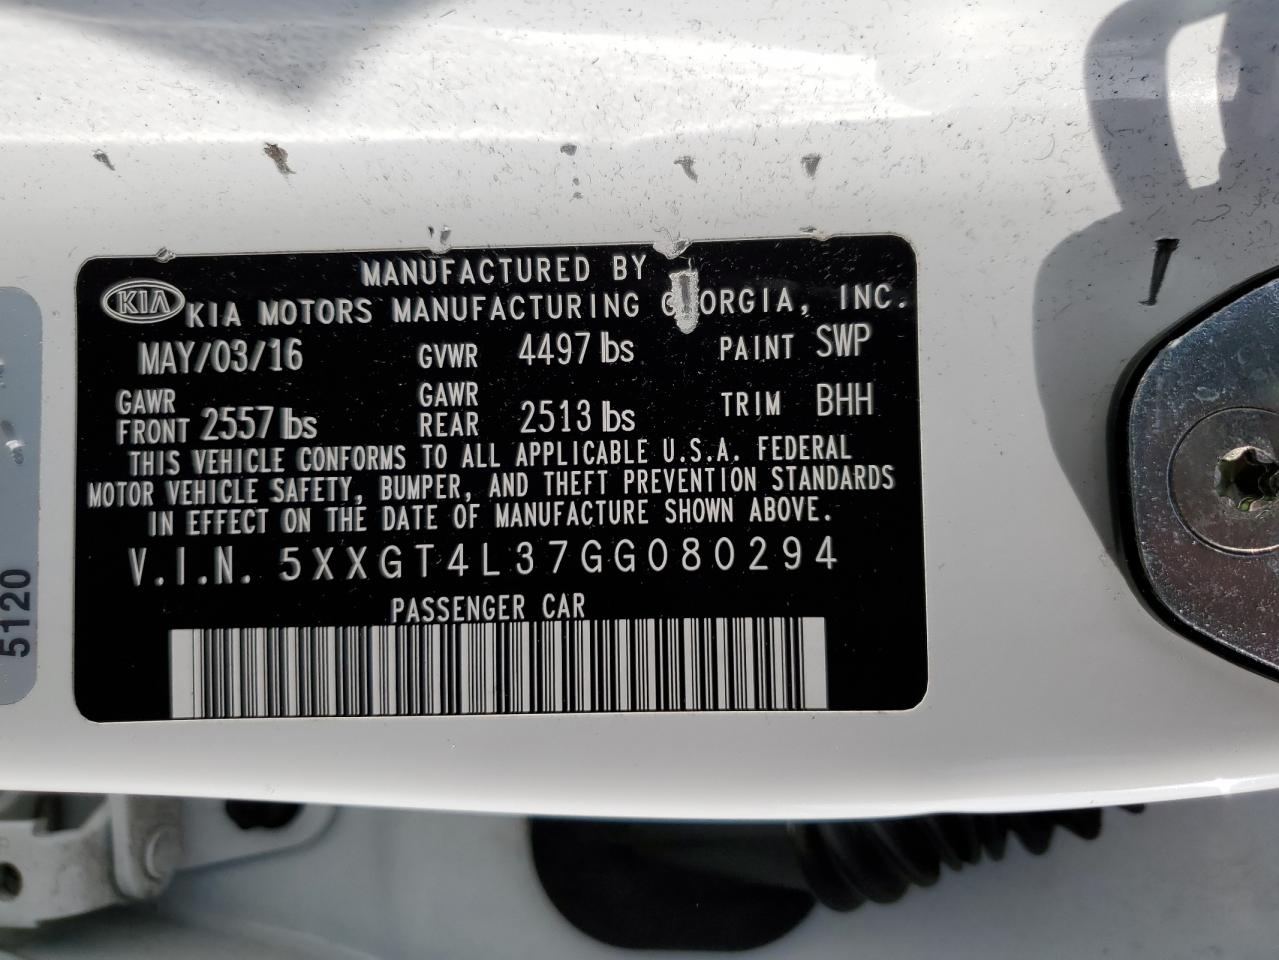 MANUFACTURED BY
KIA KIA MOTORS MANUFACTURING GEORGIA, INC.
MAY/03/16 GVWR 4497 lbs PAINT SWP
GAWR FRONT 2557 lbs GAWR REAR 2513 lbs TRIM BHH
THIS VEHICLE CONFORMS TO ALL APPLICABLE U.S.A. FEDERAL
MOTOR VEHICLE SAFETY, BUMPER, AND THEFT PREVENTION STANDARDS
IN EFFECT ON THE DATE OF MANUFACTURE SHOWN ABOVE.
V.I.N. 5XXGT4L37GG080294
PASSENGER CAR
5120